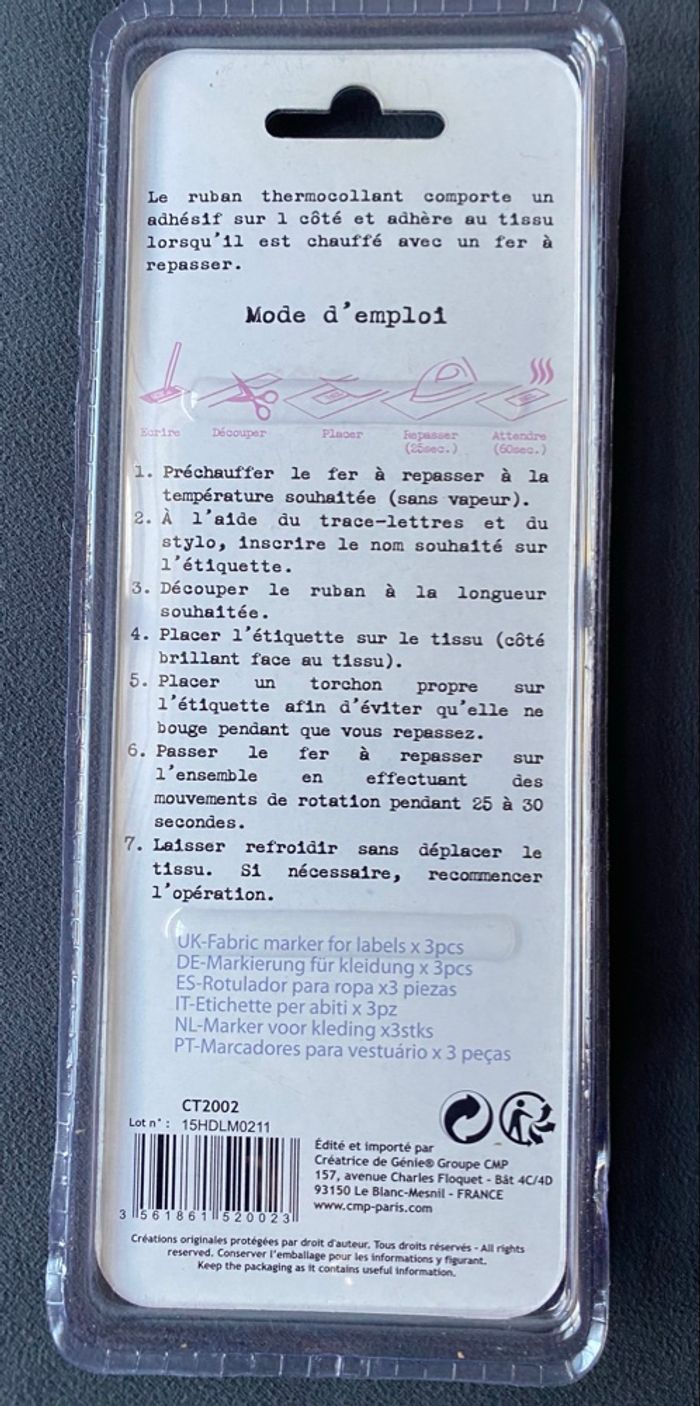 Le ruban thermocollant comporte un
adhésif sur 1 côté et adhère au tissu
lorsqu'il est chauffé avec un fer à
repasser.
Mode d'emploi
Ecrire Découper Placer Repasser Attendre
(25sec.) (60sec.)
1. Préchauffer le fer à repasser à la
température souhaitée (sans vapeur).
2. À l'aide du trace-lettres et du
stylo, inscrire le nom souhaité sur
l'étiquette.
3. Découper le ruban à la longueur
souhaitée.
4. Placer l'étiquette sur le tissu (côté
brillant face au tissu).
5. Placer un torchon propre sur
l'étiquette afin d'éviter qu'elle ne
bouge pendant que vous repassez.
6. Passer le fer à repasser sur
l'ensemble en effectuant des
mouvements de rotation pendant 25 à 30
secondes.
7. Laisser refroidir sans déplacer le
tissu. Si nécessaire, recommencer
l'opération.
UK-Fabric marker for labels x 3pcs
DE-Markierung für kleidung x 3pcs
ES-Rotulador para ropa x3 piezas
IT-Etichette per abiti x 3pz
NL-Marker voor kleding x3stks
PT-Marcadores para vestuário x 3 peças
CT2002
Lot n° : 15HDLM0211
3 561861 520023
Édité et importé par
Créatrice de Génie® Groupe CMP
157, avenue Charles Floquet - Bât 4C/4D
93150 Le Blanc-Mesnil - FRANCE
www.cmp-paris.com
Créations originales protégées par droit d'auteur. Tous droits réservés - All rights
reserved. Conserver l'emballage pour les informations y figurant.
Keep the packaging as it contains useful information.